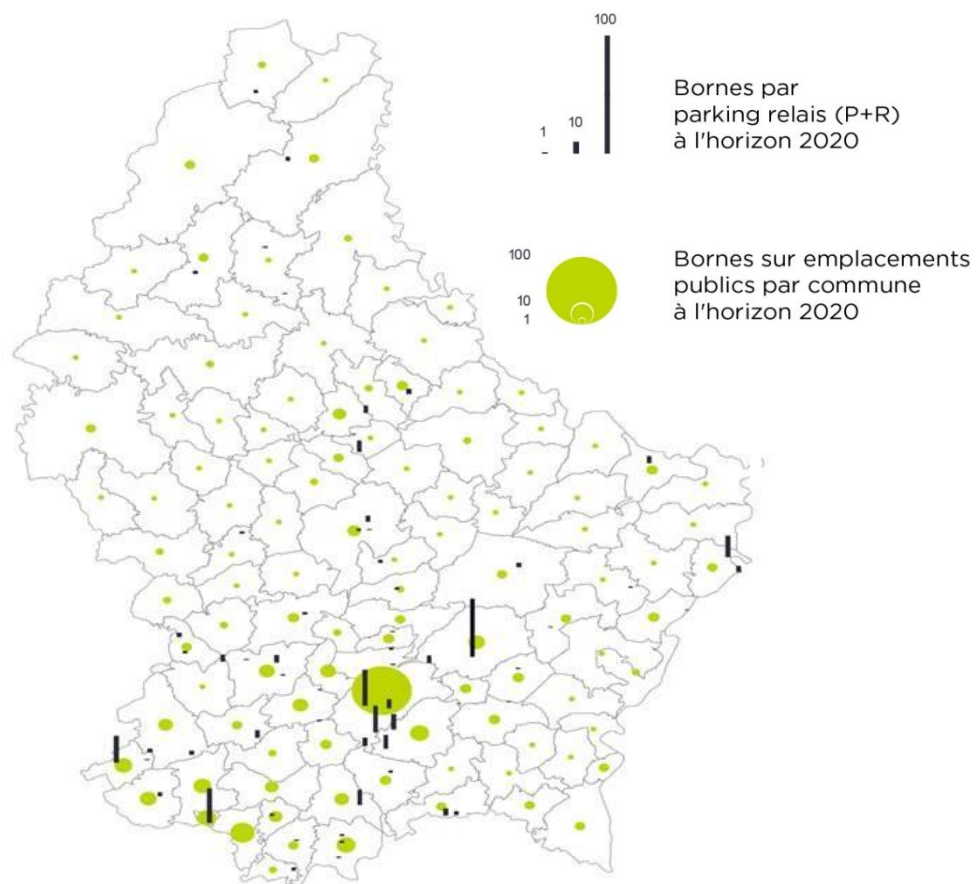 100
10
1
Bornes par
parking relais (P+R)
à l'horizon 2020
100
10
1
Bornes sur emplacements
publics par commune
à l'horizon 2020